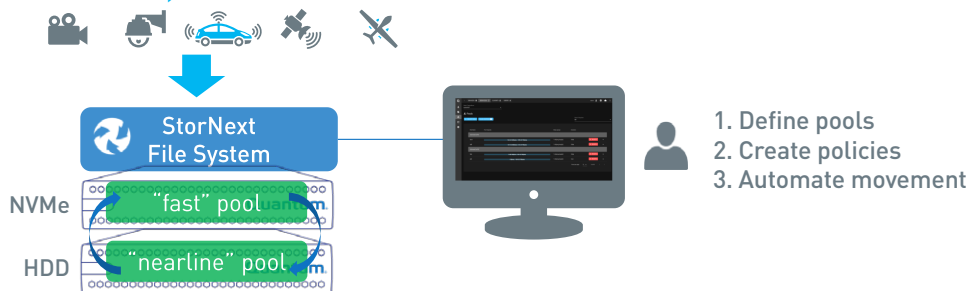 StorNext
File System
NVMe
"fast" pool
HDD
"nearline" pool
1. Define pools
2. Create policies
3. Automate movement